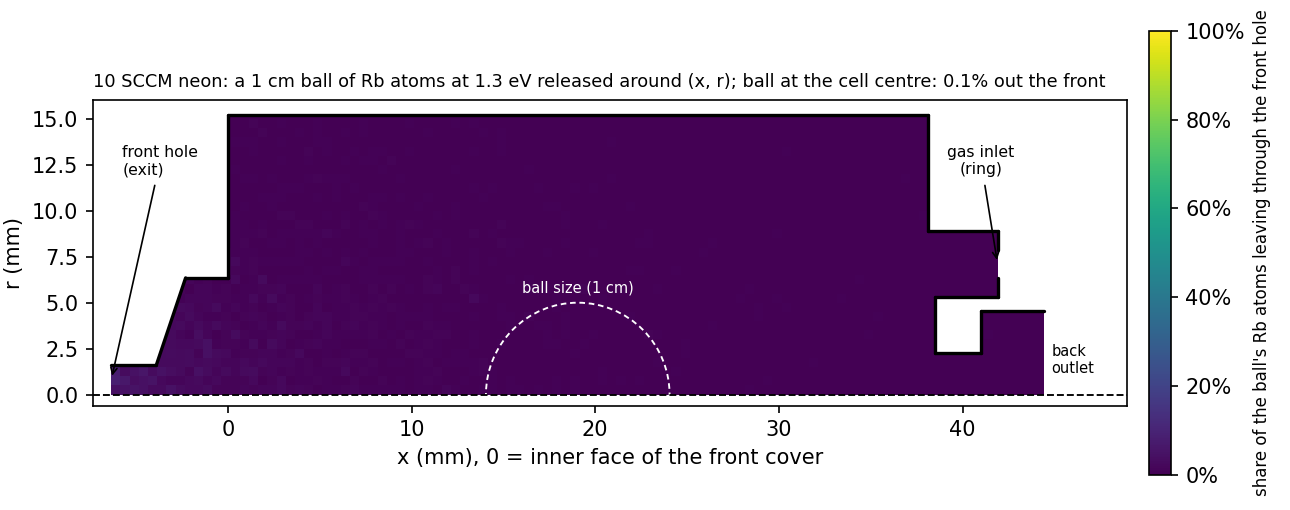 10 SCCM neon: a 1 cm ball of Rb atoms at 1.3 eV released around (x, r); ball at the cell centre: 0.1% out the front
front hole
(exit)
gas inlet
(ring)
ball size (1 cm)
back
outlet
15.0
12.5
10.0
7.5
5.0
2.5
0.0
r (mm)
0
10
20
30
40
x (mm), 0 = inner face of the front cover
100%
80%
60%
40%
20%
0%
share of the ball's Rb atoms leaving through the front hole